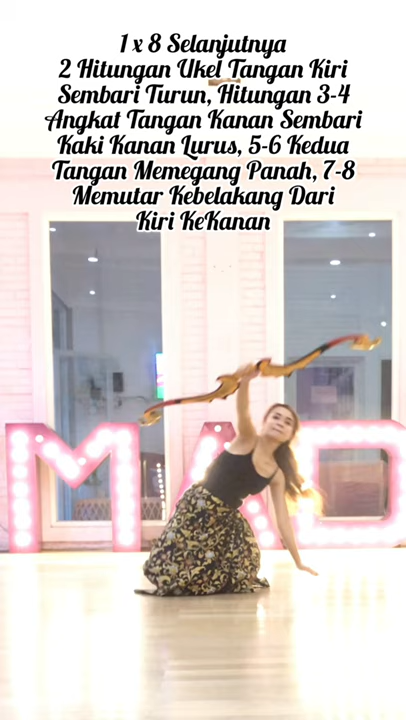 1 x 8 Selanjutnya
2 Hitungan Ukel Tangan Kiri
Sembari Turun, Hitungan 3-4
Angkat Tangan Kanan Sembari
Kaki Kanan Lurus, 5-6 Kedua
Tangan Memegang Panah, 7-8
Memutar Kebelakang Dari
Kiri KeKanan
MAD